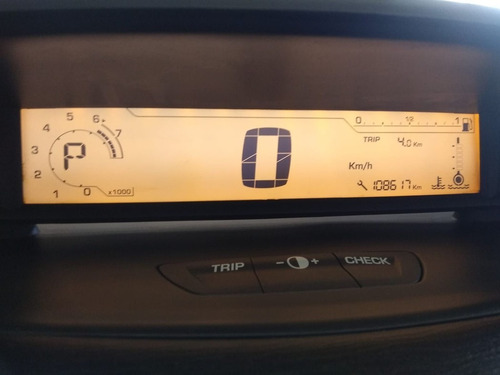 5 6
4 7
3 P
2
1 0 x1000
0
0 1/2 1
TRIP 4.0 Km
Km/h
108617 Km
TRIP - + CHECK